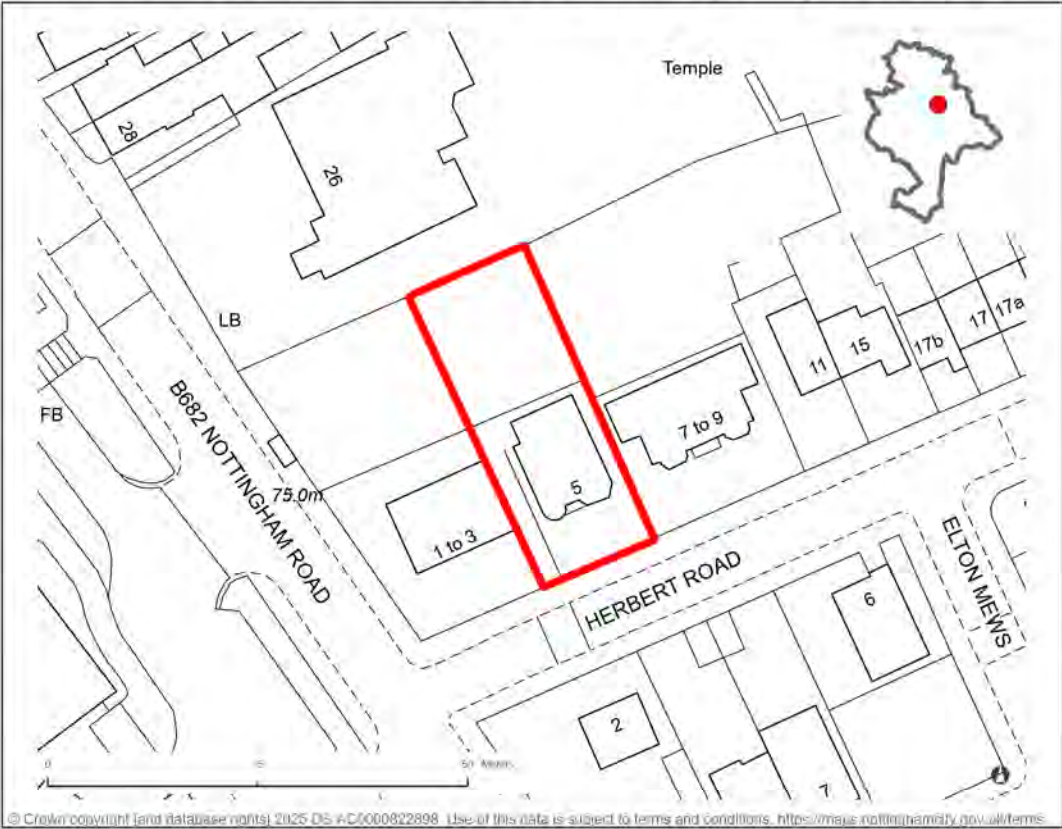 Temple
28
26
LB
FB
B682 NOTTINGHAM ROAD
75.0m
1 to 3
5
7 to 9
11
15
17b
17
17a
HERBERT ROAD
ELTON MEWS
6
2
7
0
50
© Crown copyright (and database rights) 2025 OS AC0000822898. Use of this data is subject to terms and conditions, https://maps.nottinghamcity.gov.uk/terms